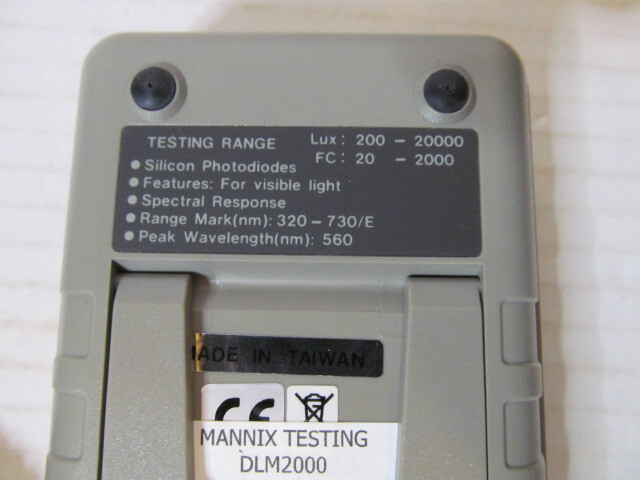 TESTING RANGE Lux: 200 – 20000
FC: 20 – 2000
● Silicon Photodiodes
● Features: For visible light
● Spectral Response
● Range Mark(nm): 320 – 730/E
● Peak Wavelength(nm): 560
MADE IN TAIWAN
CE
MANNIX TESTING
DLM2000